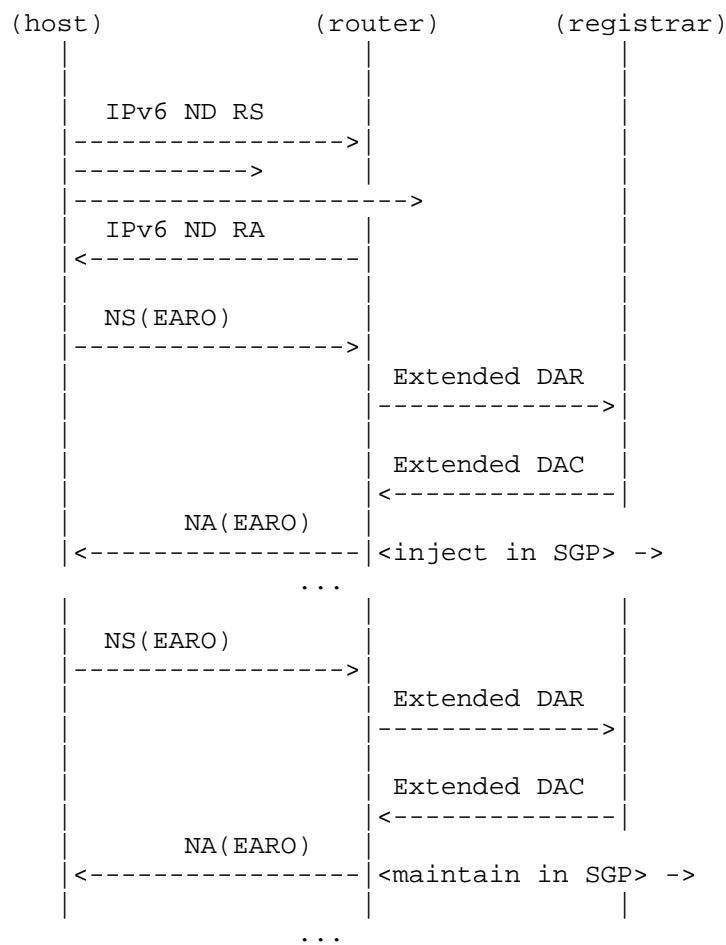 (host) (router) (registrar)
IPv6 ND RS
IPv6 ND RA
NS(EARO)
Extended DAR
Extended DAC
NA(EARO)
<inject in SGP> ->
...
NS(EARO)
Extended DAR
Extended DAC
NA(EARO)
<maintain in SGP> ->
...